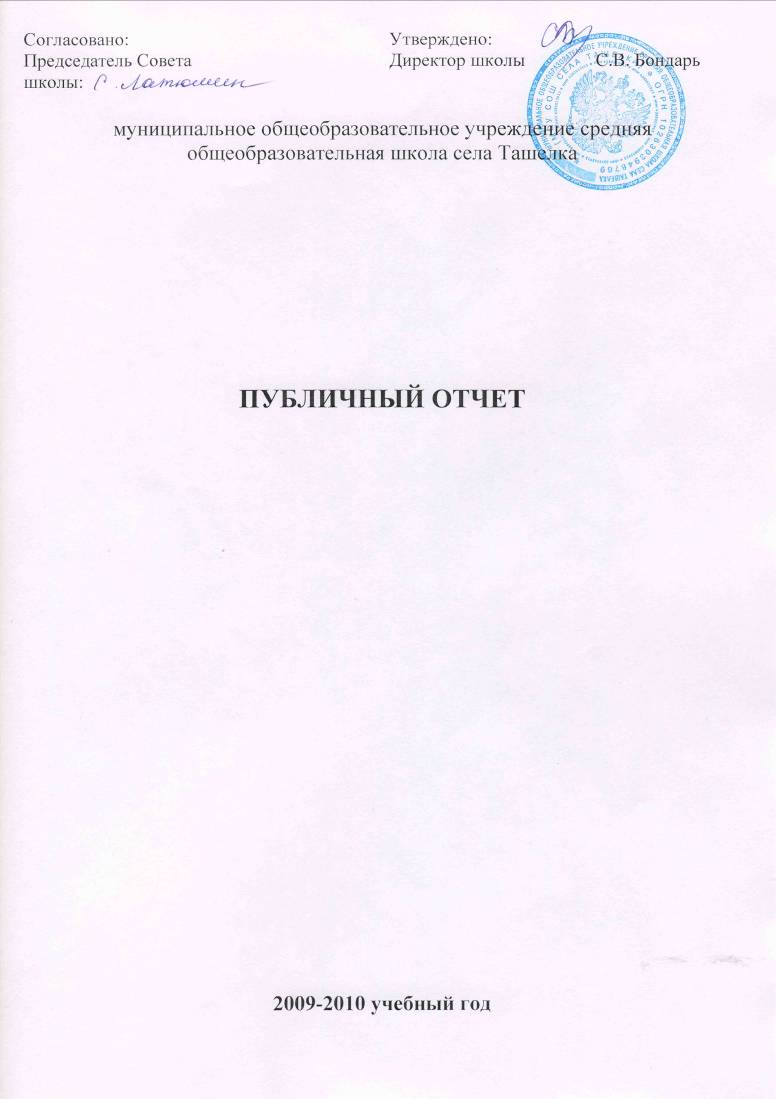 Согласовано:
Председатель Совета
школы: С. Латюшин
Утверждено:
Директор школы С.В. Бондарь
муниципальное общеобразовательное учреждение средняя
общеобразовательная школа села Ташелка
ПУБЛИЧНЫЙ ОТЧЕТ
2009-2010 учебный год